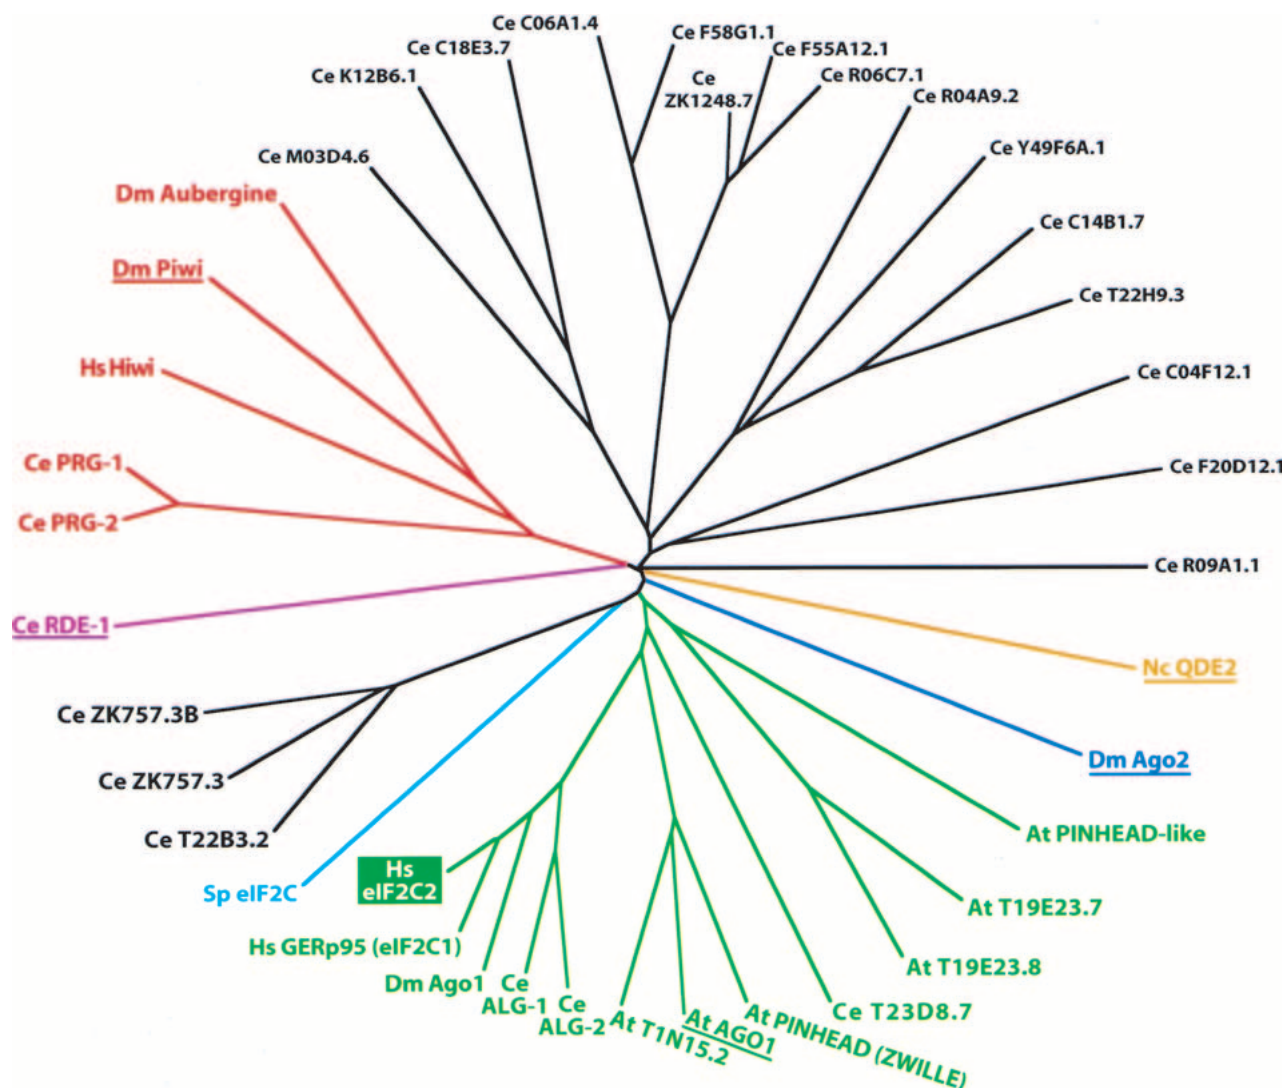 Ce C06A1.4
Ce F58G1.1
Ce C18E3.7
Ce F55A12.1
Ce K12B6.1
Ce
ZK1248.7
Ce R06C7.1
Ce R04A9.2
Ce M03D4.6
Ce Y49F6A.1
Dm Aubergine
Ce C14B1.7
Dm Piwi
Ce T22H9.3
Hs Hiwi
Ce C04F12.1
Ce PRG-1
Ce F20D12.1
Ce PRG-2
Ce R09A1.1
Ce RDE-1
Nc QDE2
Ce ZK757.3B
Dm Ago2
Ce ZK757.3
Ce T22B3.2
At PINHEAD-like
Sp eIF2C
Hs
eIF2C2
At T19E23.7
Hs GERp95 (eIF2C1)
At T19E23.8
Dm Ago1
Ce
ALG-1
Ce
ALG-2
At T1N15.2
At AGO1
At PINHEAD (ZWILLE)
Ce T23D8.7